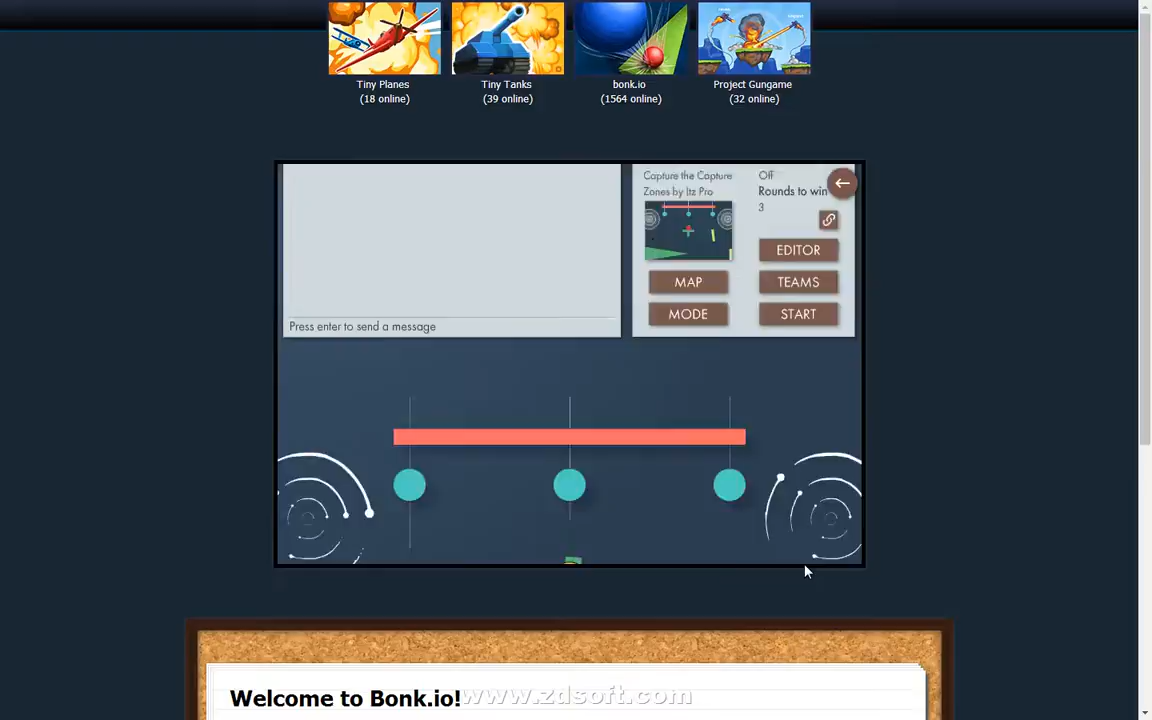 Tiny Planes
(18 online)
Tiny Tanks
(39 online)
bonk.io
(1564 online)
Project Gungame
(32 online)
Capture the Capture
Zones by Itz Pro
Off
Rounds to win
3
EDITOR
MAP
TEAMS
MODE
START
Press enter to send a message
Welcome to Bonk.io!
www.zdsoft.com